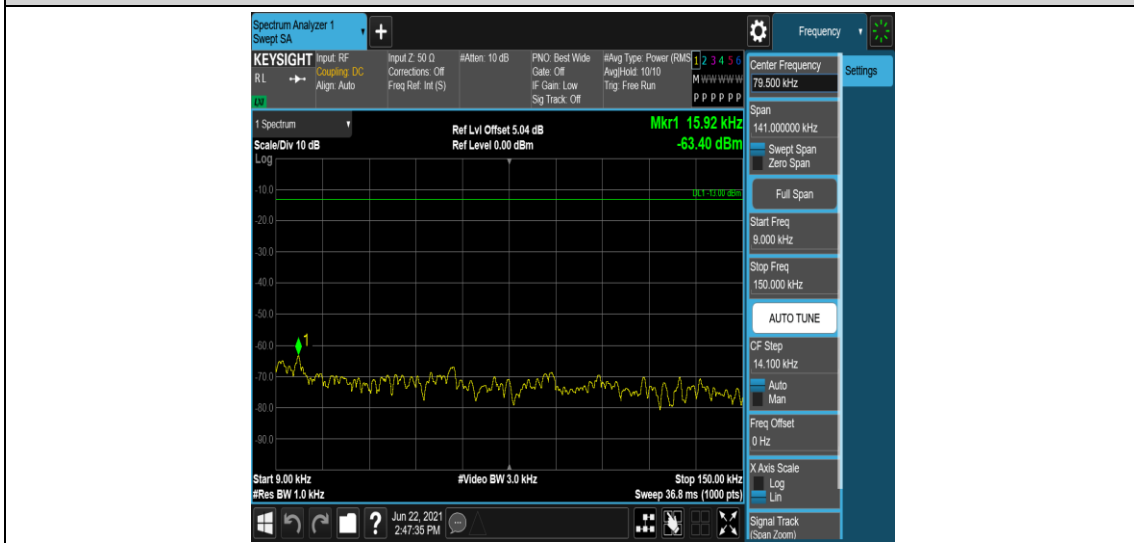 Spectrum Analyzer 1
Swept SA
+
Frequency
KEYSIGHT
RL
LXI
Input: RF
Coupling: DC
Align: Auto
Input Z: 50 Ω
Corrections: Off
Freq Ref: Int (S)
#Atten: 10 dB
PNO: Best Wide
Gate: Off
IF Gain: Low
Sig Track: Off
#Avg Type: Power (RMS
Avg|Hold: 10/10
Trig: Free Run
1 2 3 4 5 6
M W W W W W
P P P P P P
1 Spectrum
Scale/Div 10 dB
Log
Ref Lvl Offset 5.04 dB
Ref Level 0.00 dBm
Mkr1 15.92 kHz
-63.40 dBm
DL1 -13.00 dBm
-10.0
-20.0
-30.0
-40.0
-50.0
-60.0
-70.0
-80.0
-90.0
1
Start 9.00 kHz
#Res BW 1.0 kHz
#Video BW 3.0 kHz
Stop 150.00 kHz
Sweep 36.8 ms (1000 pts)
Center Frequency
79.500 kHz
Span
141.000000 kHz
Swept Span
Zero Span
Full Span
Start Freq
9.000 kHz
Stop Freq
150.000 kHz
AUTO TUNE
CF Step
14.100 kHz
Auto
Man
Freq Offset
0 Hz
X Axis Scale
Log
Lin
Signal Track
(Span Zoom)
Settings
?
Jun 22, 2021
2:47:35 PM